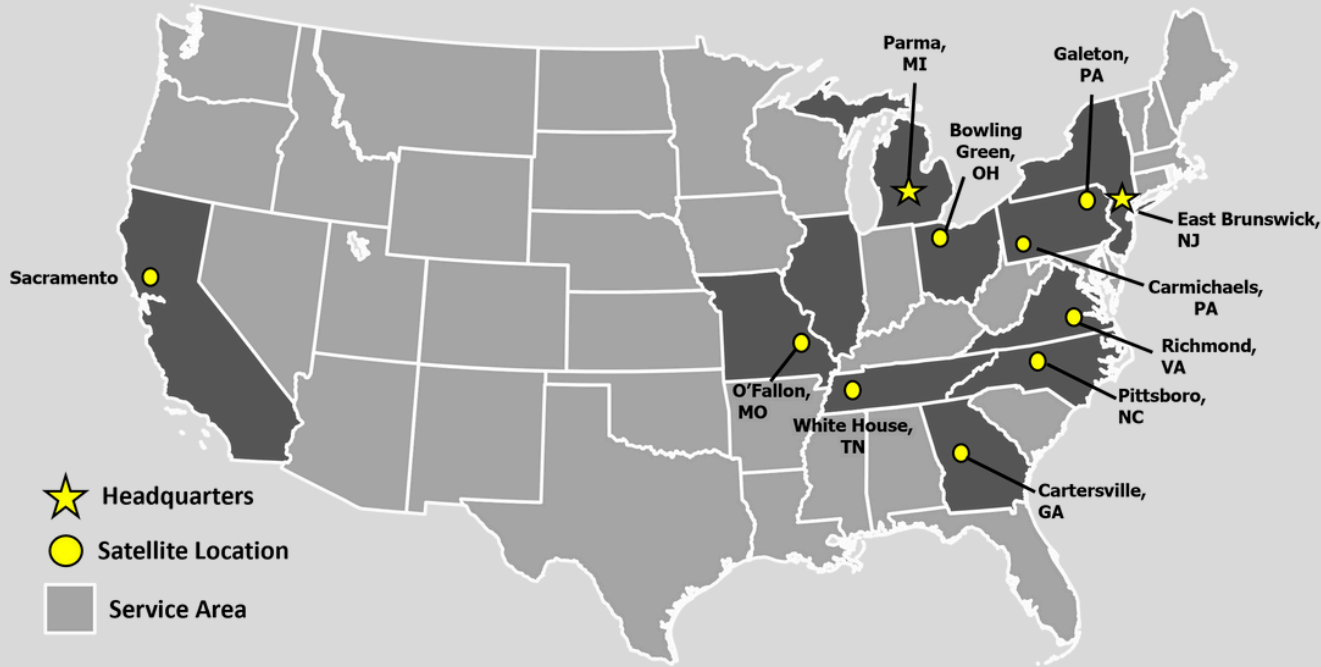 Parma,
MI
Galeton,
PA
Bowling
Green,
OH
East Brunswick,
NJ
Sacramento
Carmichaels,
PA
Richmond,
VA
O'Fallon,
MO
Pittsboro,
NC
White House,
TN
Cartersville,
GA
Headquarters
Satellite Location
Service Area